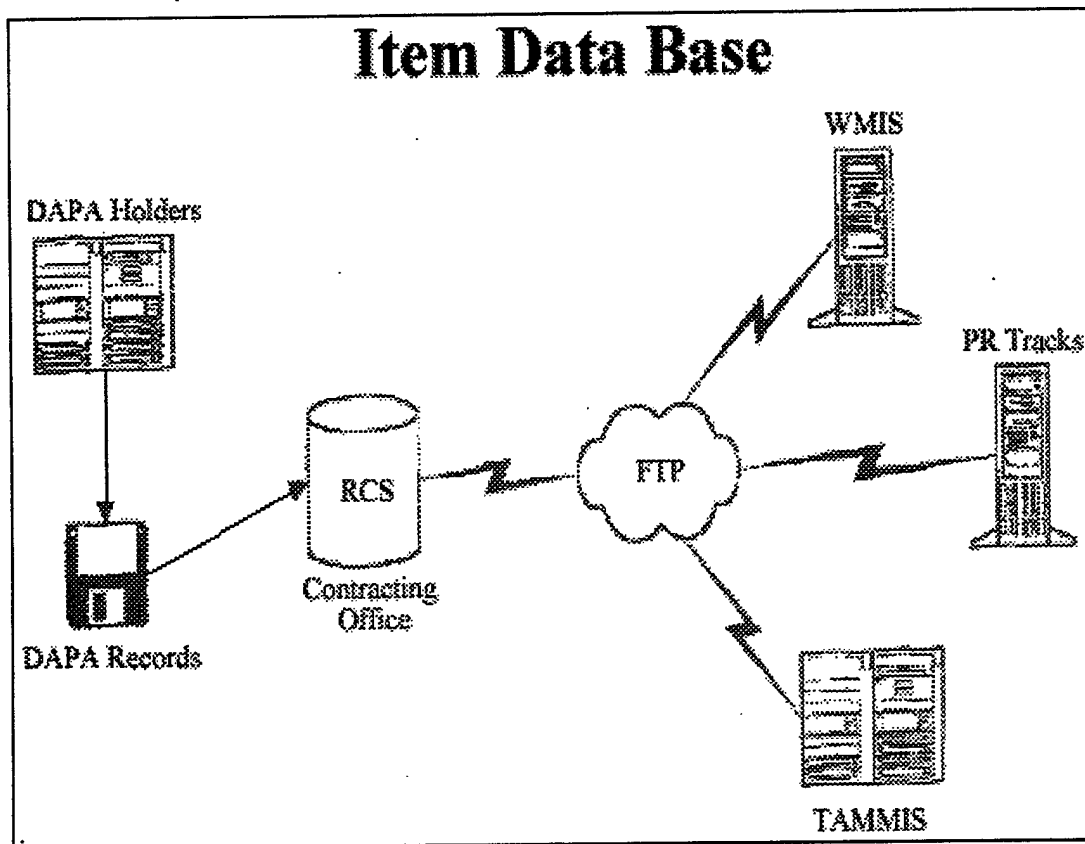 Item Data Base
WMIS
DAPA Holders
PR Tracks
RCS
FTP
Contracting
Office
DAPA Records
TAMMIS